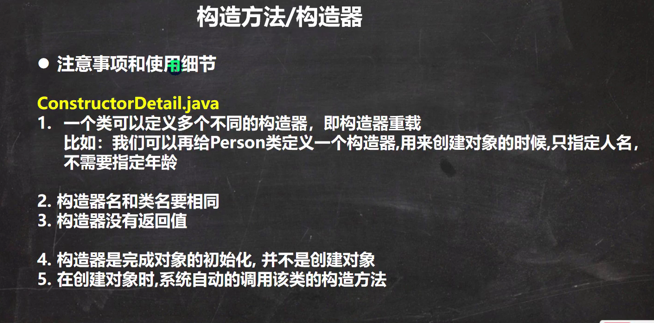 构造方法/构造器
● 注意事项和使用细节
ConstructorDetail.java
1. 一个类可以定义多个不同的构造器，即构造器重载
比如：我们可以再给Person类定义一个构造器,用来创建对象的时候,只指定人名，
不需要指定年龄
2. 构造器名和类名要相同
3. 构造器没有返回值
4. 构造器是完成对象的初始化, 并不是创建对象
5. 在创建对象时,系统自动的调用该类的构造方法